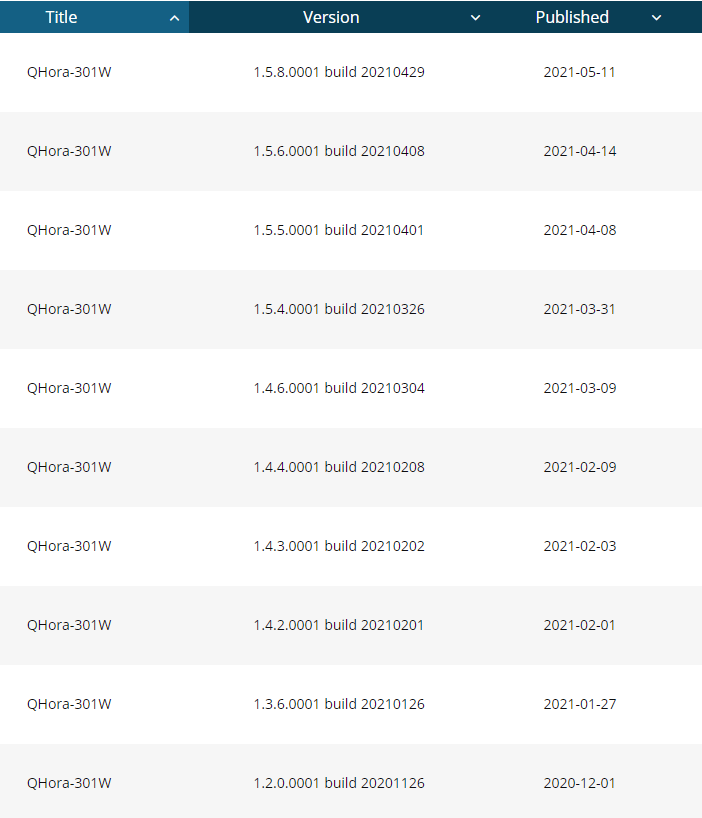 Title Version Published
QHora-301W 1.5.8.0001 build 20210429 2021-05-11
QHora-301W 1.5.6.0001 build 20210408 2021-04-14
QHora-301W 1.5.5.0001 build 20210401 2021-04-08
QHora-301W 1.5.4.0001 build 20210326 2021-03-31
QHora-301W 1.4.6.0001 build 20210304 2021-03-09
QHora-301W 1.4.4.0001 build 20210208 2021-02-09
QHora-301W 1.4.3.0001 build 20210202 2021-02-03
QHora-301W 1.4.2.0001 build 20210201 2021-02-01
QHora-301W 1.3.6.0001 build 20210126 2021-01-27
QHora-301W 1.2.0.0001 build 20201126 2020-12-01